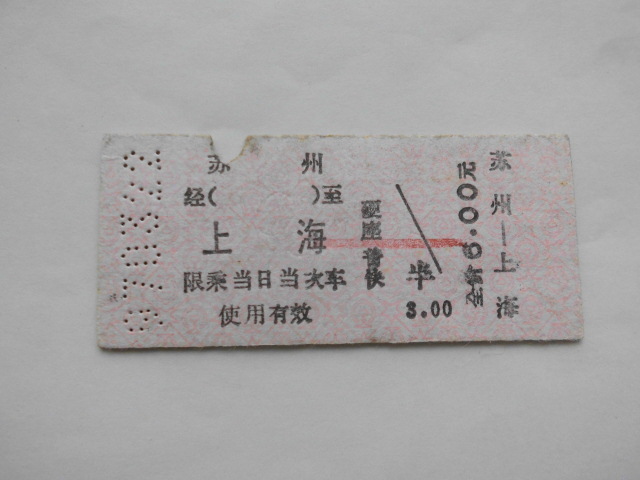 苏 州
经( )至
上 海
限乘当日当次车
使用有效
硬座普快
半
3.00
全价6.00元
苏州—上海